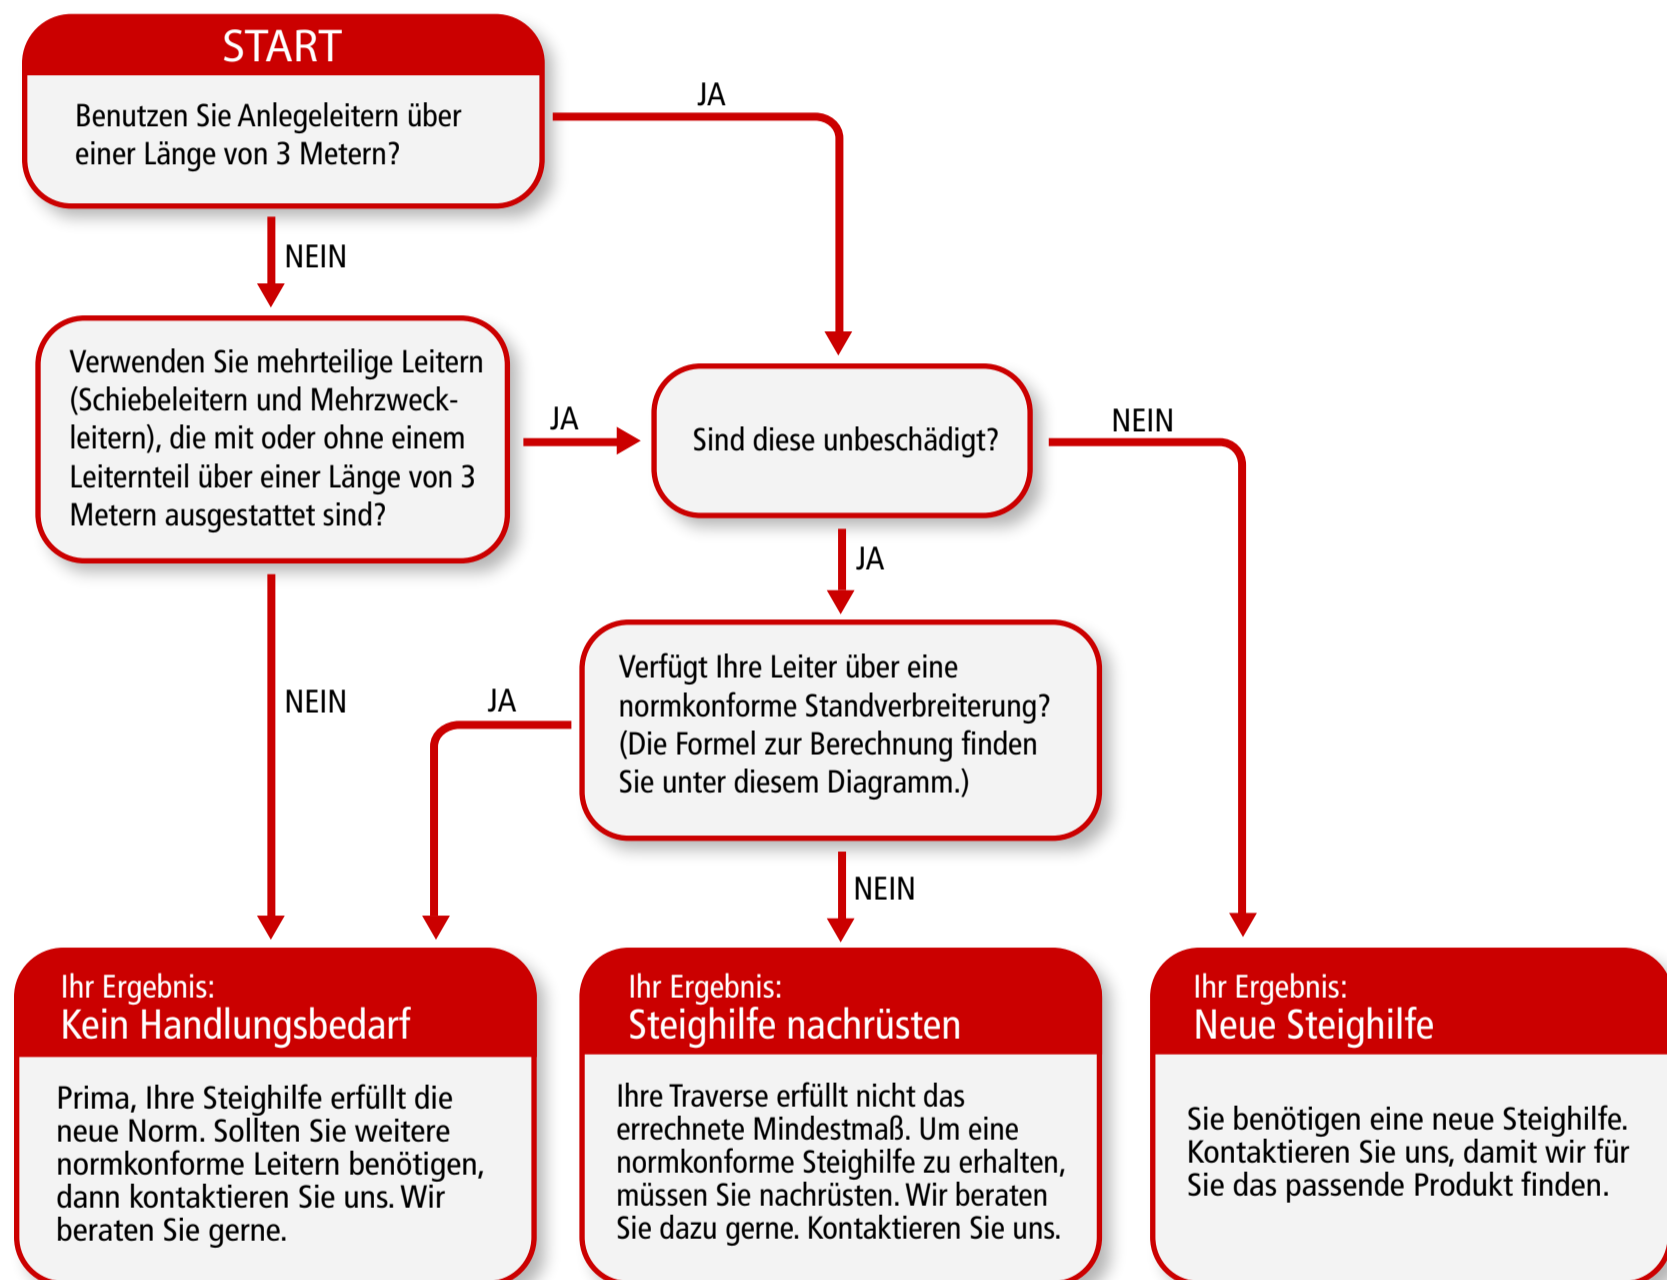 START
Benutzen Sie Anlegeleitern über
einer Länge von 3 Metern?
JA
NEIN
Verwenden Sie mehrteilige Leitern
(Schiebeleitern und Mehrzweck-
leitern), die mit oder ohne einem
Leiternteil über einer Länge von 3
Metern ausgestattet sind?
JA
Sind diese unbeschädigt?
NEIN
JA
Verfügt Ihre Leiter über eine
normkonforme Standverbreiterung?
(Die Formel zur Berechnung finden
Sie unter diesem Diagramm.)
NEIN
JA
NEIN
Ihr Ergebnis:
Kein Handlungsbedarf
Prima, Ihre Steighilfe erfüllt die
neue Norm. Sollten Sie weitere
normkonforme Leitern benötigen,
dann kontaktieren Sie uns. Wir
beraten Sie gerne.
Ihr Ergebnis:
Steighilfe nachrüsten
Ihre Traverse erfüllt nicht das
errechnete Mindestmaß. Um eine
normkonforme Steighilfe zu erhalten,
müssen Sie nachrüsten. Wir beraten
Sie dazu gerne. Kontaktieren Sie uns.
Ihr Ergebnis:
Neue Steighilfe
Sie benötigen eine neue Steighilfe.
Kontaktieren Sie uns, damit wir für
Sie das passende Produkt finden.